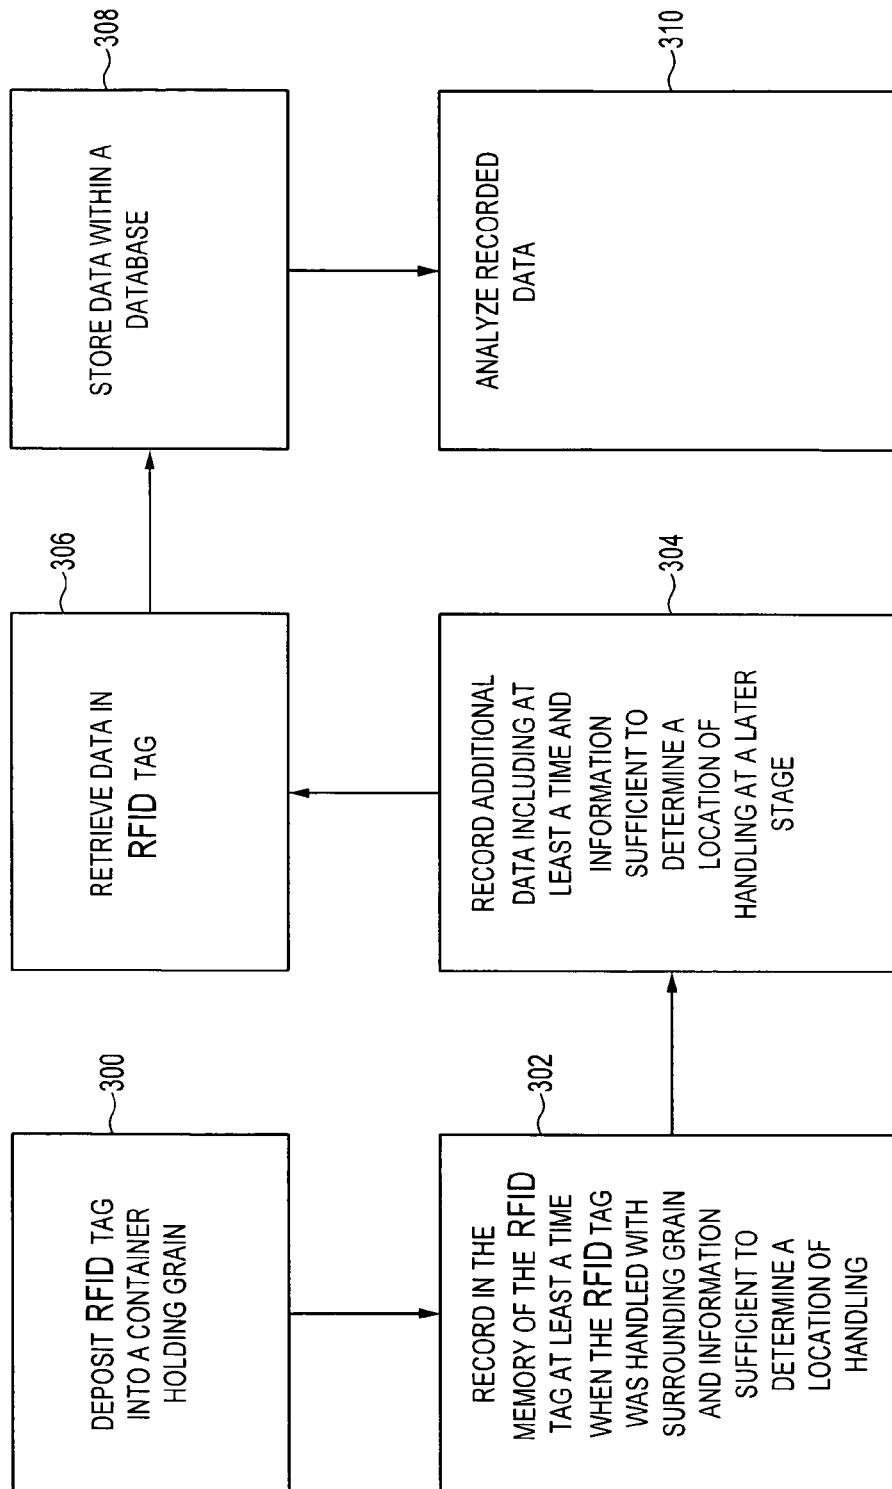 300
DEPOSIT RFID TAG
INTO A CONTAINER
HOLDING GRAIN
302
RECORD IN THE
MEMORY OF THE RFID
TAG AT LEAST A TIME
WHEN THE RFID TAG
WAS HANDLED WITH
SURROUNDING GRAIN
AND INFORMATION
SUFFICIENT TO
DETERMINE A
LOCATION OF
HANDLING
304
RECORD ADDITIONAL
DATA INCLUDING AT
LEAST A TIME AND
INFORMATION
SUFFICIENT TO
DETERMINE A
LOCATION OF
HANDLING AT A LATER
STAGE
306
RETRIEVE DATA IN
RFID TAG
308
STORE DATA WITHIN A
DATABASE
310
ANALYZE RECORDED
DATA